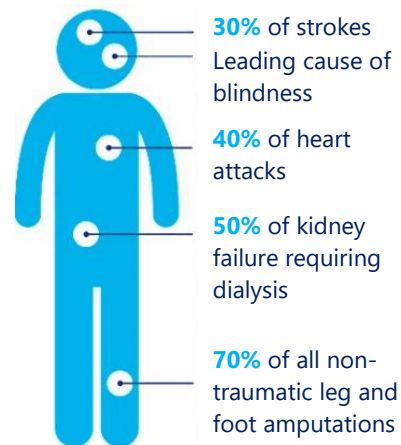 30% of strokes
Leading cause of
blindness
40% of heart
attacks
50% of kidney
failure requiring
dialysis
70% of all non-
traumatic leg and
foot amputations